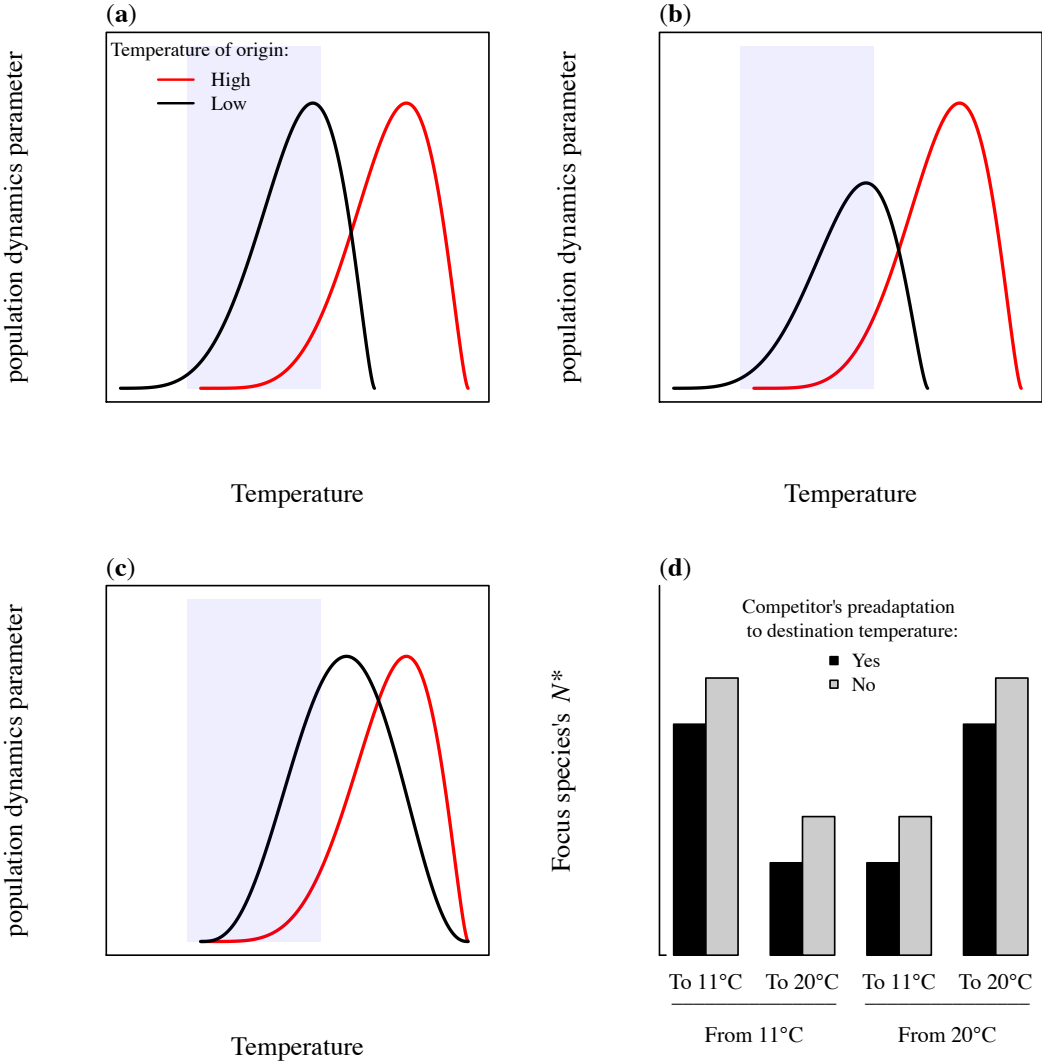 (a)
Temperature of origin:
High
Low
population dynamics parameter
Temperature
(b)
population dynamics parameter
Temperature
(c)
population dynamics parameter
Temperature
(d)
Competitor's preadaptation
to destination temperature:
Yes
No
Focus species's N*
To 11°C To 20°C To 11°C To 20°C
From 11°C From 20°C